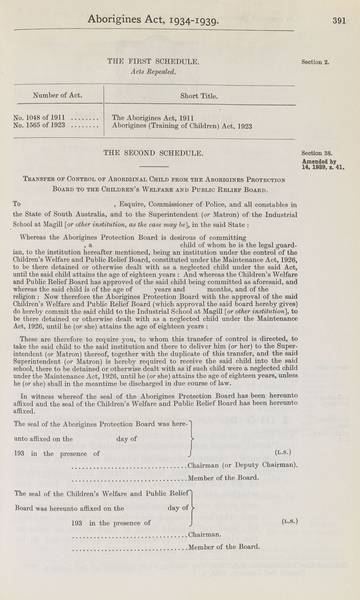 Aborigines Act, 1934-1939. 391
THE FIRST SCHEDULE. Section 2.
Acts Repealed.
Number of Act. Short Title.
No. 1048 of 1911 ........ The Aborigines Act, 1911
No. 1565 of 1923 ........ Aborigines (Training of Children) Act, 1923
THE SECOND SCHEDULE. Section 38.
Amended by
14, 1939, s. 41.
TRANSFER OF CONTROL OF ABORIGINAL CHILD FROM THE ABORIGINES PROTECTION
BOARD TO THE CHILDREN'S WELFARE AND PUBLIC RELIEF BOARD.
To , Esquire, Commissioner of Police, and all constables in
the State of South Australia, and to the Superintendent (or Matron) of the Industrial
School at Magill [or other institution, as the case may be], in the said State :
Whereas the Aborigines Protection Board is desirous of committing
, a child of whom he is the legal guard-
ian, to the institution hereafter mentioned, being an institution under the control of the
Children's Welfare and Public Relief Board, constituted under the Maintenance Act, 1926,
to be there detained or otherwise dealt with as a neglected child under the said Act,
until the said child attains the age of eighteen years : And whereas the Children's Welfare
and Public Relief Board has approved of the said child being committed as aforesaid, and
whereas the said child is of the age of years and months, and of the
religion : Now therefore the Aborigines Protection Board with the approval of the said
Children's Welfare and Public Relief Board (which approval the said board hereby gives)
do hereby commit the said child to the Industrial School at Magill [or other institution], to
be there detained or otherwise dealt with as a neglected child under the Maintenance
Act, 1926, until he (or she) attains the age of eighteen years :
These are therefore to require you, to whom this transfer of control is directed, to
take the said child to the said institution and there to deliver him (or her) to the Super-
intendent (or Matron) thereof, together with the duplicate of this transfer, and the said
Superintendent (or Matron) is hereby required to receive the said child into the said
school, there to be detained or otherwise dealt with as if such child were a neglected child
under the Maintenance Act, 1926, until he (or she) attains the age of eighteen years, unless
he (or she) shall in the meantime be discharged in due course of law.
In witness whereof the seal of the Aborigines Protection Board has been hereunto
affixed and the seal of the Children's Welfare and Public Relief Board has been hereunto
affixed.
The seal of the Aborigines Protection Board was here-
unto affixed on the day of
193 in the presence of (L.S.)
..............................Chairman (or Deputy Chairman).
..............................Member of the Board.
The seal of the Children's Welfare and Public Relief
Board was hereunto affixed on the day of
193 in the presence of (L.S.)
..............................Chairman.
..............................Member of the Board.